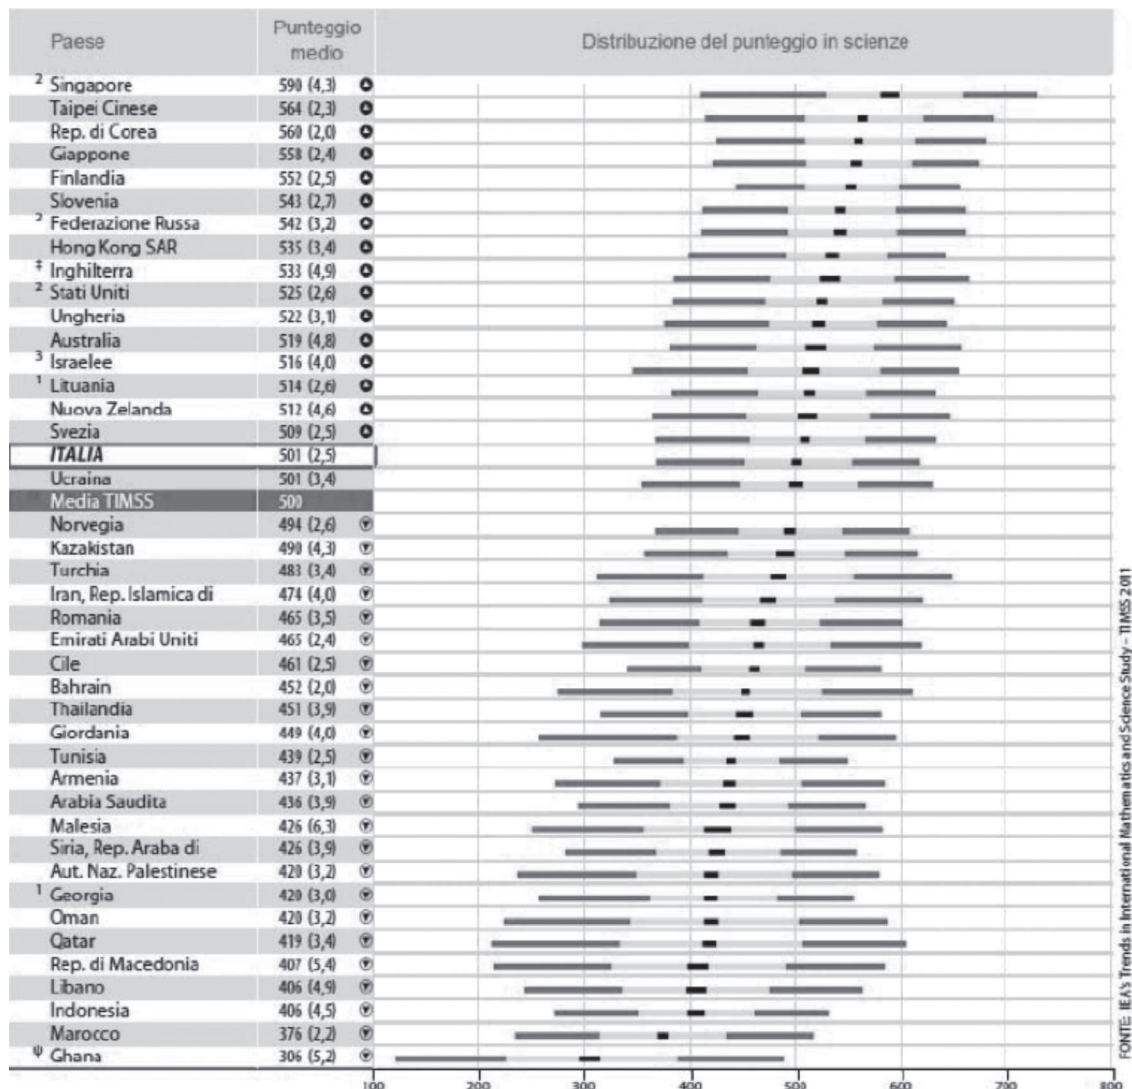 Paese Punteggio medio Distribuzione del punteggio in scienze
2 Singapore 590 (4,3)
Taipei Cinese 564 (2,3)
Rep. di Corea 560 (2,0)
Giappone 558 (2,4)
Finlandia 552 (2,5)
Slovenia 543 (2,7)
2 Federazione Russa 542 (3,2)
Hong Kong SAR 535 (3,4)
‡ Inghilterra 533 (4,9)
2 Stati Uniti 525 (2,6)
Ungheria 522 (3,1)
Australia 519 (4,8)
3 Israelee 516 (4,0)
1 Lituania 514 (2,6)
Nuova Zelanda 512 (4,6)
Svezia 509 (2,5)
ITALIA 501 (2,5)
Ucraina 501 (3,4)
Media TIMSS 500
Norvegia 494 (2,6)
Kazakistan 490 (4,3)
Turchia 483 (3,4)
Iran, Rep. Islamica di 474 (4,0)
Romania 465 (3,5)
Emirati Arabi Uniti 465 (2,4)
Cile 461 (2,5)
Bahrain 452 (2,0)
Thailandia 451 (3,9)
Giordania 449 (4,0)
Tunisia 439 (2,5)
Armenia 437 (3,1)
Arabia Saudita 436 (3,9)
Malesia 426 (6,3)
Siria, Rep. Araba di 426 (3,9)
Aut. Naz. Palestinese 420 (3,2)
1 Georgia 420 (3,0)
Oman 420 (3,2)
Qatar 419 (3,4)
Rep. di Macedonia 407 (5,4)
Libano 406 (4,9)
Indonesia 406 (4,5)
Marocco 376 (2,2)
ψ Ghana 306 (5,2)
100 200 300 400 500 600 700 800
FONTE: IEA's Trends in International Mathematics and Science Study – TIMSS 2011